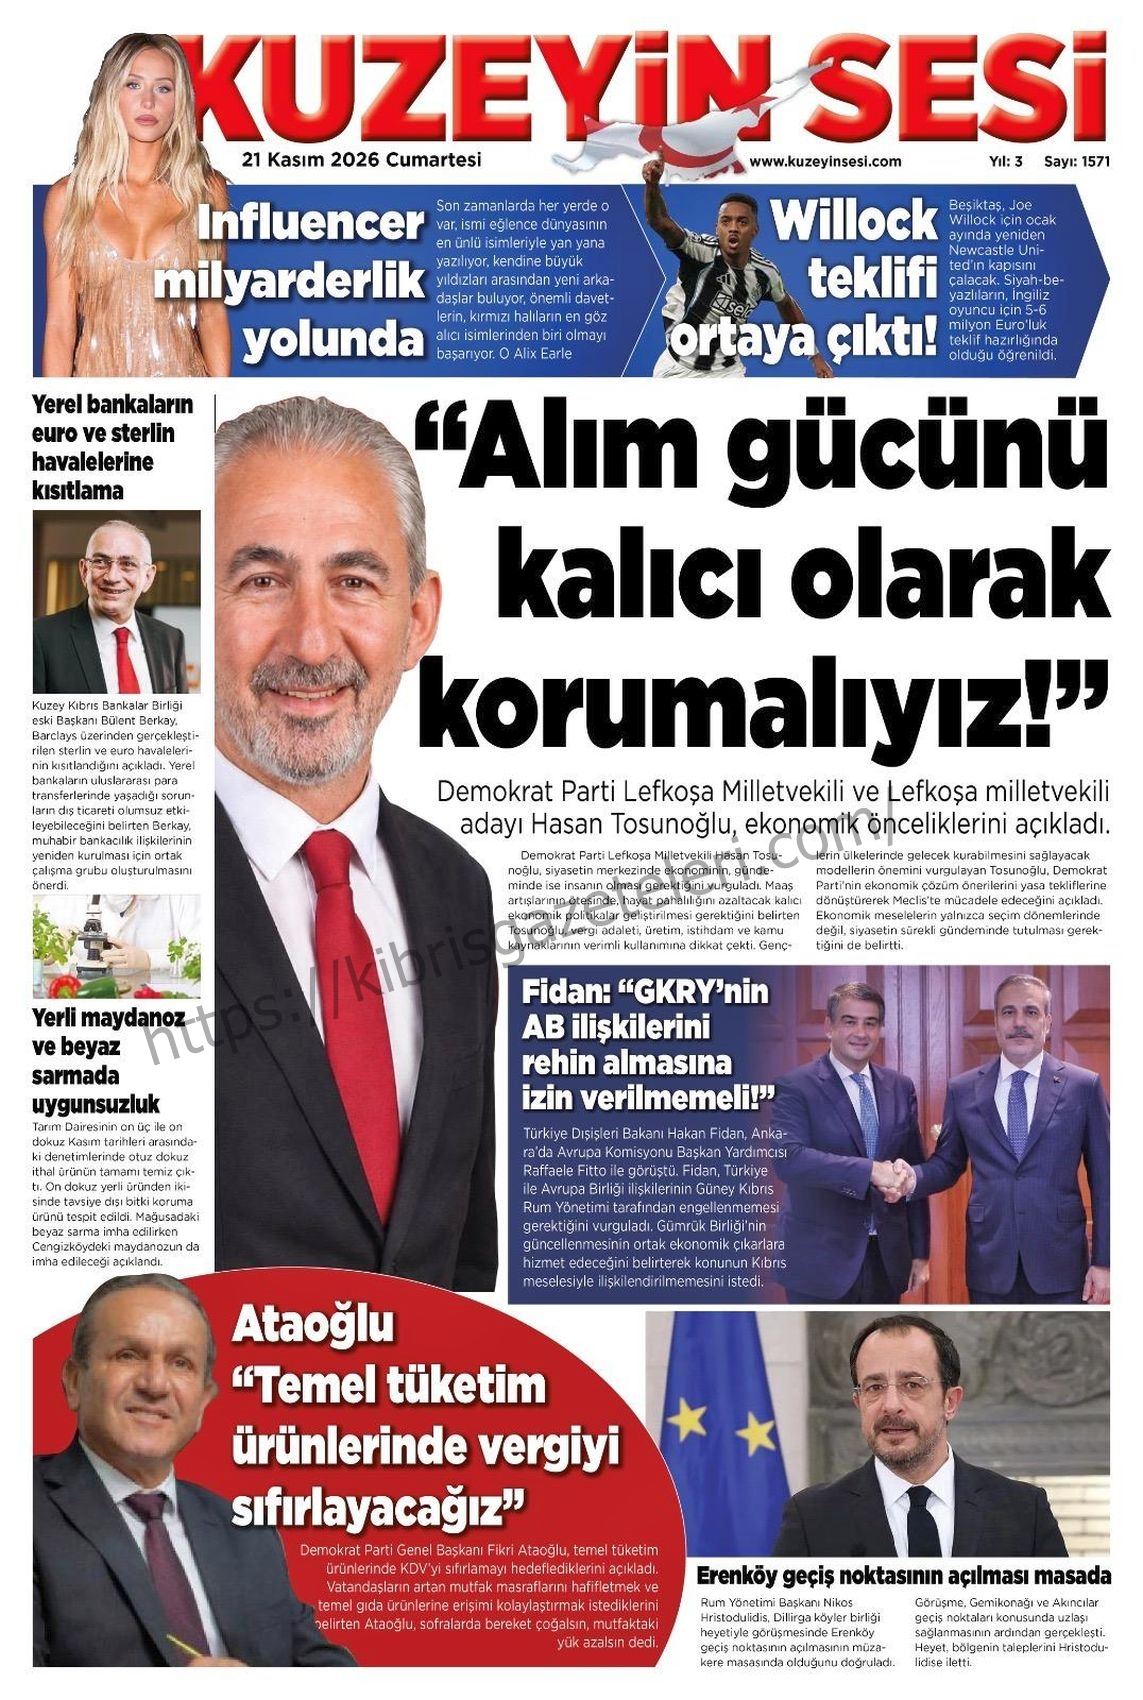 KUZEYİN SESİ
21 Kasım 2026 Cumartesi
www.kuzeyinsesi.com
Yıl: 3 Sayı: 1571
Influencer
milyarderlik
yolunda
Son zamanlarda her yerde o
var, ismi eğlence dünyasının
en ünlü isimleriyle yan yana
yazılıyor, kendine büyük
yıldızları arasından yeni arka-
daşlar buluyor, önemli davet-
lerin, kırmızı halıların en göz
alıcı isimlerinden biri olmayı
başarıyor. O Alix Earle
Willock
teklifi
ortaya çıktı!
Beşiktaş, Joe
Willock için ocak
ayında yeniden
Newcastle Uni-
ted'ın kapısını
çalacak. Siyah-be-
yazlıların, İngiliz
oyuncu için 5-6
milyon Euro'luk
teklif hazırlığında
olduğu öğrenildi.
Yerel bankaların
euro ve sterlin
havalelerine
kısıtlama
Kuzey Kıbrıs Bankalar Birliği
eski Başkanı Bülent Berkay,
Barclays üzerinden gerçekleşti-
rilen sterlin ve euro havaleleri-
nin kısıtlandığını açıkladı. Yerel
bankaların uluslararası para
transferlerinde yaşadığı sorun-
ların dış ticareti olumsuz etki-
leyebileceğini belirten Berkay,
muhabir bankacılık ilişkilerinin
yeniden kurulması için ortak
çalışma grubu oluşturulmasını
önerdi.
Yerli maydanoz
ve beyaz
sarmada
uygunsuzluk
Tarım Dairesinin on üç ile on
dokuz Kasım tarihleri arasında-
ki denetimlerinde otuz dokuz
ithal ürünün tamamı temiz çık-
tı. On dokuz yerli üründen iki-
sinde tavsiye dışı bitki koruma
ürünü tespit edildi. Mağusadaki
beyaz sarma imha edilirken
Cengizköydeki maydanozun da
imha edileceği açıklandı.
“Alım gücünü
kalıcı olarak
korumalıyız!”
Demokrat Parti Lefkoşa Milletvekili ve Lefkoşa milletvekili
adayı Hasan Tosunoğlu, ekonomik önceliklerini açıkladı.
Demokrat Parti Lefkoşa Milletvekili Hasan Tosu-
noğlu, siyasetin merkezinde ekonominin, günde-
minde ise insanın olması gerektiğini vurguladı. Maaş
artışlarının ötesinde, hayat pahalılığını azaltacak kalıcı
ekonomik politikalar geliştirilmesi gerektiğini belirten
Tosunoğlu, vergi adaleti, üretim, istihdam ve kamu
kaynaklarının verimli kullanımına dikkat çekti. Genç-
lerin ülkelerinde gelecek kurabilmesini sağlayacak
modellerin önemini vurgulayan Tosunoğlu, Demokrat
Parti'nin ekonomik çözüm önerilerini yasa tekliflerine
dönüştürerek Meclis'te mücadele edeceğini açıkladı.
Ekonomik meselelerin yalnızca seçim dönemlerinde
değil, siyasetin sürekli gündeminde tutulması gerek-
tiğini de belirtti.
Fidan: “GKRY'nin
AB ilişkilerini
rehin almasına
izin verilmemeli!”
Türkiye Dışişleri Bakanı Hakan Fidan, Anka-
ra'da Avrupa Komisyonu Başkan Yardımcısı
Raffaele Fitto ile görüştü. Fidan, Türkiye
ile Avrupa Birliği ilişkilerinin Güney Kıbrıs
Rum Yönetimi tarafından engellenmemesi
gerektiğini vurguladı. Gümrük Birliği'nin
güncellenmesinin ortak ekonomik çıkarlara
hizmet edeceğini belirterek konunun Kıbrıs
meselesiyle ilişkilendirilmemesini istedi.
Ataoğlu
“Temel tüketim
ürünlerinde vergiyi
sıfırlayacağız”
Demokrat Parti Genel Başkanı Fikri Ataoğlu, temel tüketim
ürünlerinde KDV'yi sıfırlamayı hedeflediklerini açıkladı.
Vatandaşların artan mutfak masraflarını hafifletmek ve
temel gıda ürünlerine erişimi kolaylaştırmak istediklerini
belirten Ataoğlu, sofralarda bereket çoğalsın, mutfaktaki
yük azalsın dedi.
Erenköy geçiş noktasının açılması masada
Rum Yönetimi Başkanı Nikos
Hristodulidis, Dillirga köyler birliği
heyetiyle görüşmesinde Erenköy
geçiş noktasının açılmasının müza-
kere masasında olduğunu doğruladı.
Görüşme, Gemikonağı ve Akıncılar
geçiş noktaları konusunda uzlaşı
sağlanmasının ardından gerçekleşti.
Heyet, bölgenin taleplerini Hristodu-
lidise iletti.
https://kibrisgazeteleri.com/